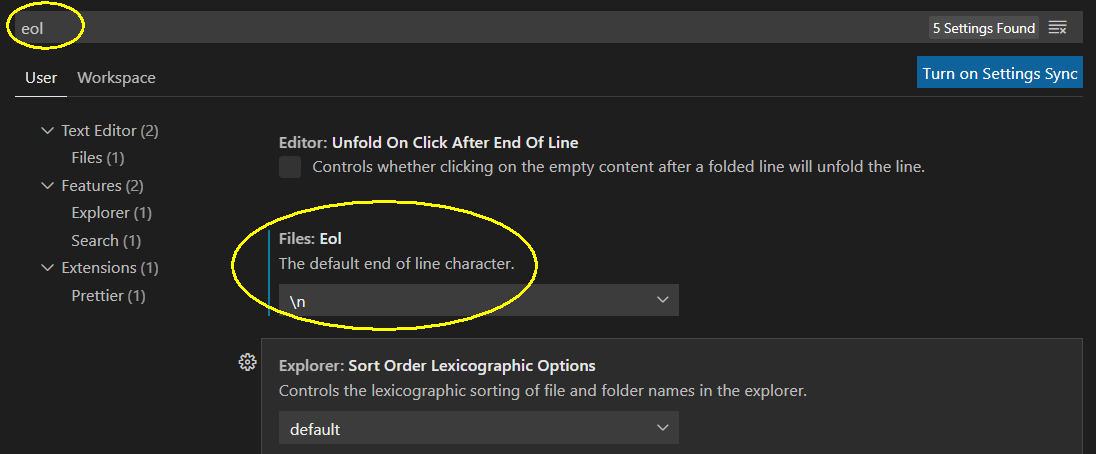 eol
5 Settings Found
User
Workspace
Turn on Settings Sync
Text Editor (2)
Files (1)
Features (2)
Explorer (1)
Search (1)
Extensions (1)
Prettier (1)
Editor: Unfold On Click After End Of Line
Controls whether clicking on the empty content after a folded line will unfold the line.
Files: Eol
The default end of line character.
\n
Explorer: Sort Order Lexicographic Options
Controls the lexicographic sorting of file and folder names in the explorer.
default